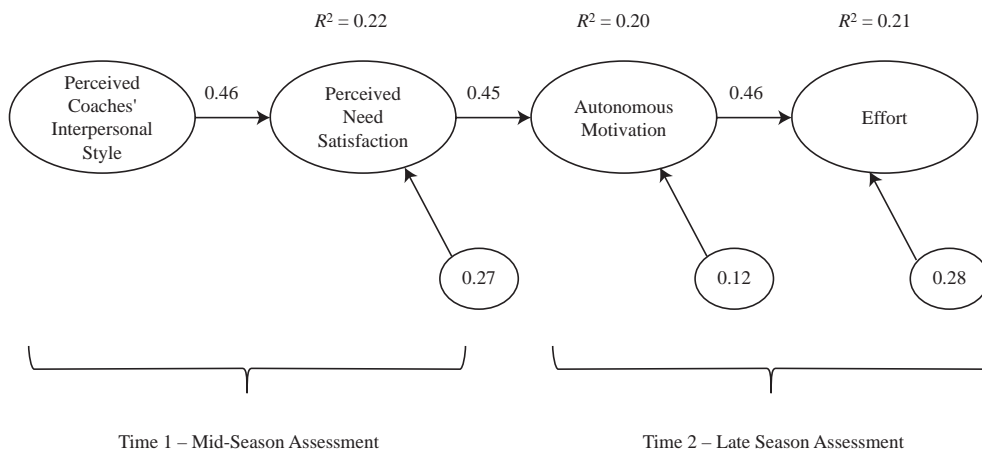 R² = 0.22
R² = 0.20
R² = 0.21
Perceived
Coaches'
Interpersonal
Style
0.46
Perceived
Need
Satisfaction
0.45
Autonomous
Motivation
0.46
Effort
0.27
0.12
0.28
Time 1 – Mid-Season Assessment
Time 2 – Late Season Assessment